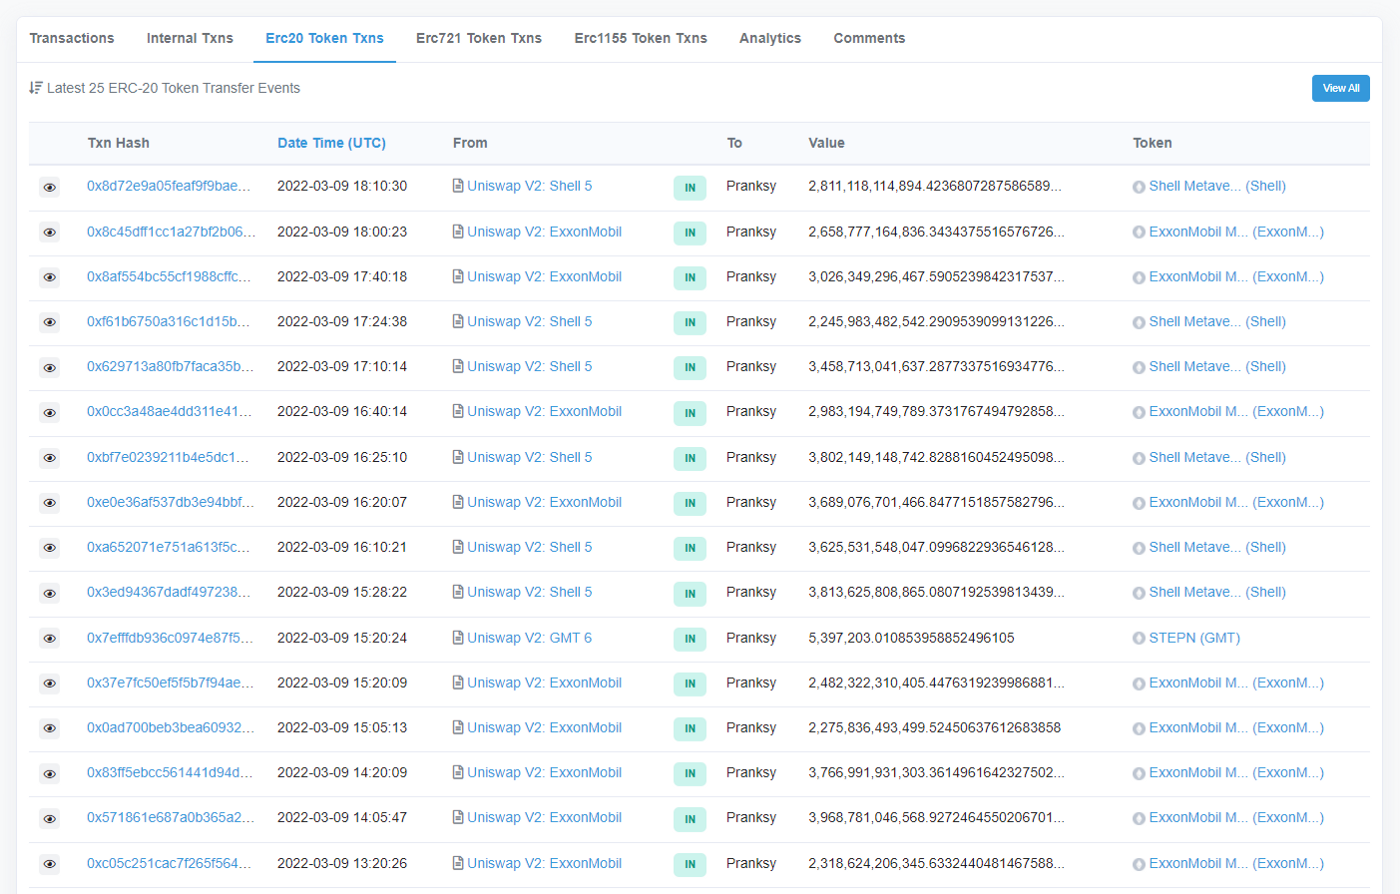 Transactions Internal Txns Erc20 Token Txns Erc721 Token Txns Erc1155 Token Txns Analytics Comments
Latest 25 ERC-20 Token Transfer Events View All
Txn Hash Date Time (UTC) From To Value Token
0x8d72e9a05feaf9f9bae... 2022-03-09 18:10:30 Uniswap V2: Shell 5 IN Pranksy 2,811,118,114,894.4236807287586589... Shell Metave... (Shell)
0x8c45dff1cc1a27bf2b06... 2022-03-09 18:00:23 Uniswap V2: ExxonMobil IN Pranksy 2,658,777,164,836.3434375516576726... ExxonMobil M... (ExxonM...)
0x8af554bc55cf1988cffc... 2022-03-09 17:40:18 Uniswap V2: ExxonMobil IN Pranksy 3,026,349,296,467.5905239842317537... ExxonMobil M... (ExxonM...)
0xf61b6750a316c1d15b... 2022-03-09 17:24:38 Uniswap V2: Shell 5 IN Pranksy 2,245,983,482,542.2909539099131226... Shell Metave... (Shell)
0x629713a80fb7faca35b... 2022-03-09 17:10:14 Uniswap V2: Shell 5 IN Pranksy 3,458,713,041,637.2877337516934776... Shell Metave... (Shell)
0x0cc3a48ae4dd311e41... 2022-03-09 16:40:14 Uniswap V2: ExxonMobil IN Pranksy 2,983,194,749,789.3731767494792858... ExxonMobil M... (ExxonM...)
0xbf7e0239211b4e5dc1... 2022-03-09 16:25:10 Uniswap V2: Shell 5 IN Pranksy 3,802,149,148,742.8288160452495098... Shell Metave... (Shell)
0xe0e36af537db3e94bbf... 2022-03-09 16:20:07 Uniswap V2: ExxonMobil IN Pranksy 3,689,076,701,466.8477151857582796... ExxonMobil M... (ExxonM...)
0xa652071e751a613f5c... 2022-03-09 16:10:21 Uniswap V2: Shell 5 IN Pranksy 3,625,531,548,047.0996822936546128... Shell Metave... (Shell)
0x3ed94367dadf497238... 2022-03-09 15:28:22 Uniswap V2: Shell 5 IN Pranksy 3,813,625,808,865.0807192539813439... Shell Metave... (Shell)
0x7efffdb936c0974e87f5... 2022-03-09 15:20:24 Uniswap V2: GMT 6 IN Pranksy 5,397,203.010853958852496105 STEPN (GMT)
0x37e7fc50ef5f5b7f94ae... 2022-03-09 15:20:09 Uniswap V2: ExxonMobil IN Pranksy 2,482,322,310,405.4476319239986881... ExxonMobil M... (ExxonM...)
0x0ad700beb3bea60932... 2022-03-09 15:05:13 Uniswap V2: ExxonMobil IN Pranksy 2,275,836,493,499.52450637612683858 ExxonMobil M... (ExxonM...)
0x83ff5ebcc561441d94d... 2022-03-09 14:20:09 Uniswap V2: ExxonMobil IN Pranksy 3,766,991,931,303.3614961642327502... ExxonMobil M... (ExxonM...)
0x571861e687a0b365a2... 2022-03-09 14:05:47 Uniswap V2: ExxonMobil IN Pranksy 3,968,781,046,568.9272464550206701... ExxonMobil M... (ExxonM...)
0xc05c251cac7f265f564... 2022-03-09 13:20:26 Uniswap V2: ExxonMobil IN Pranksy 2,318,624,206,345.6332440481467588... ExxonMobil M... (ExxonM...)